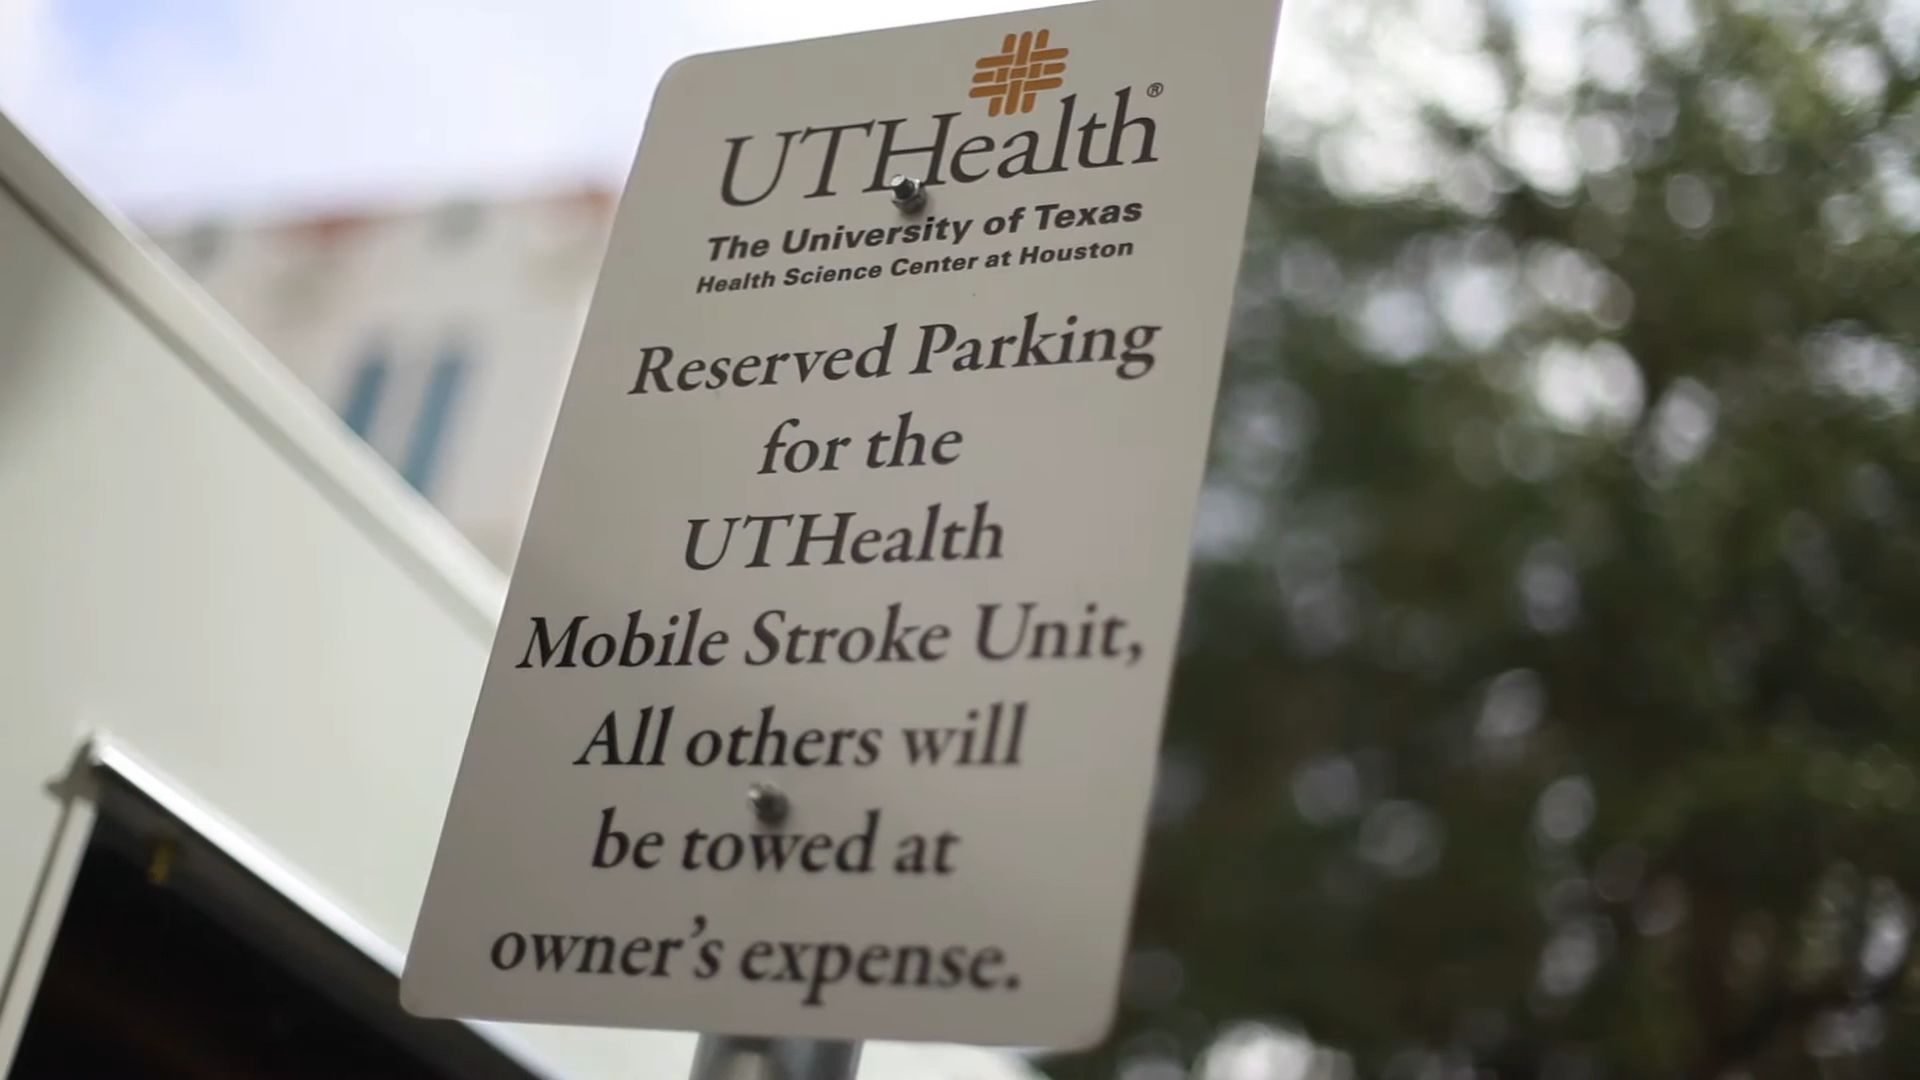 UTHealth®
The University of Texas
Health Science Center at Houston
Reserved Parking
for the
UTHealth
Mobile Stroke Unit,
All others will
be towed at
owner's expense.